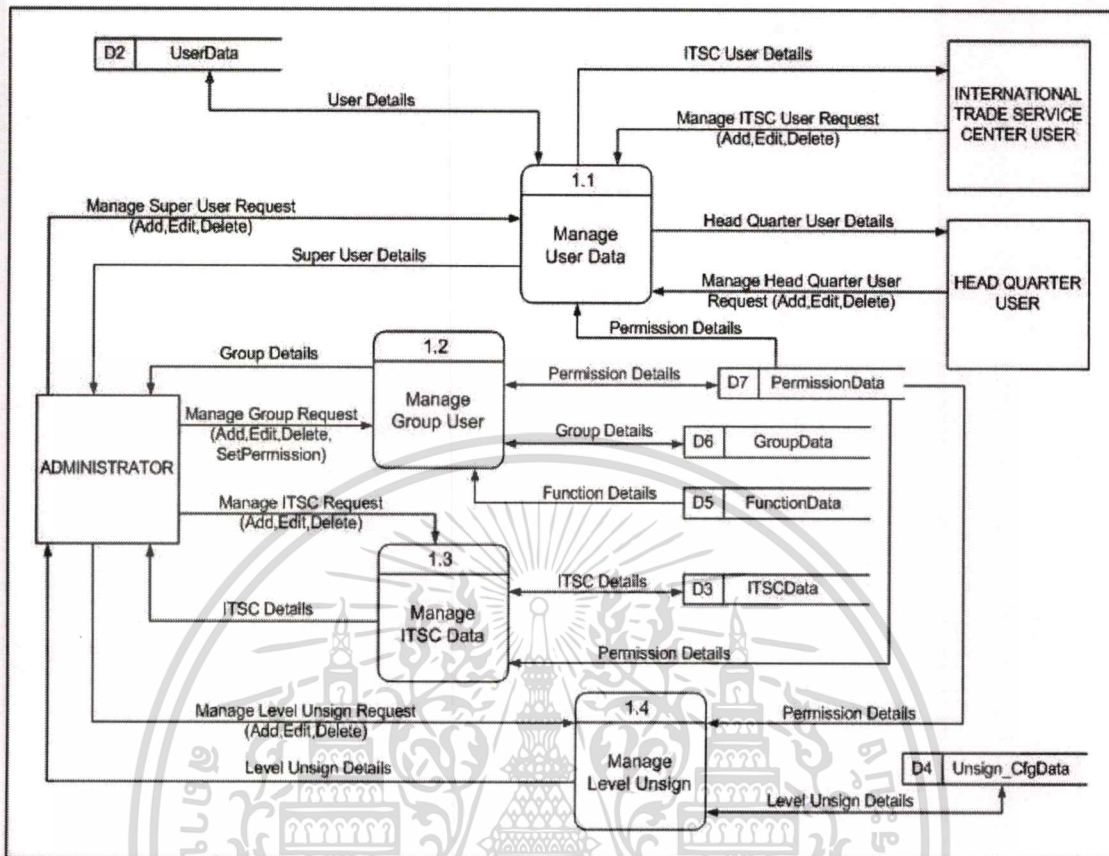 D2 UserData
ITSC User Details
INTERNATIONAL
TRADE SERVICE
CENTER USER
User Details
Manage ITSC User Request
(Add,Edit,Delete)
1.1
Manage
User Data
Manage Super User Request
(Add,Edit,Delete)
Super User Details
Head Quarter User Details
Manage Head Quarter User
Request (Add,Edit,Delete)
HEAD QUARTER
USER
Permission Details
Group Details
1.2
Manage
Group User
Permission Details
D7 PermissionData
ADMINISTRATOR
Manage Group Request
(Add,Edit,Delete,
SetPermission)
Group Details
D6 GroupData
Function Details
D5 FunctionData
Manage ITSC Request
(Add,Edit,Delete)
1.3
Manage
ITSC Data
ITSC Details
D3 ITSCData
ITSC Details
Permission Details
Manage Level Unsign Request
(Add,Edit,Delete)
1.4
Manage
Level Unsign
Permission Details
Level Unsign Details
D4 Unsign_CfgData
Level Unsign Details